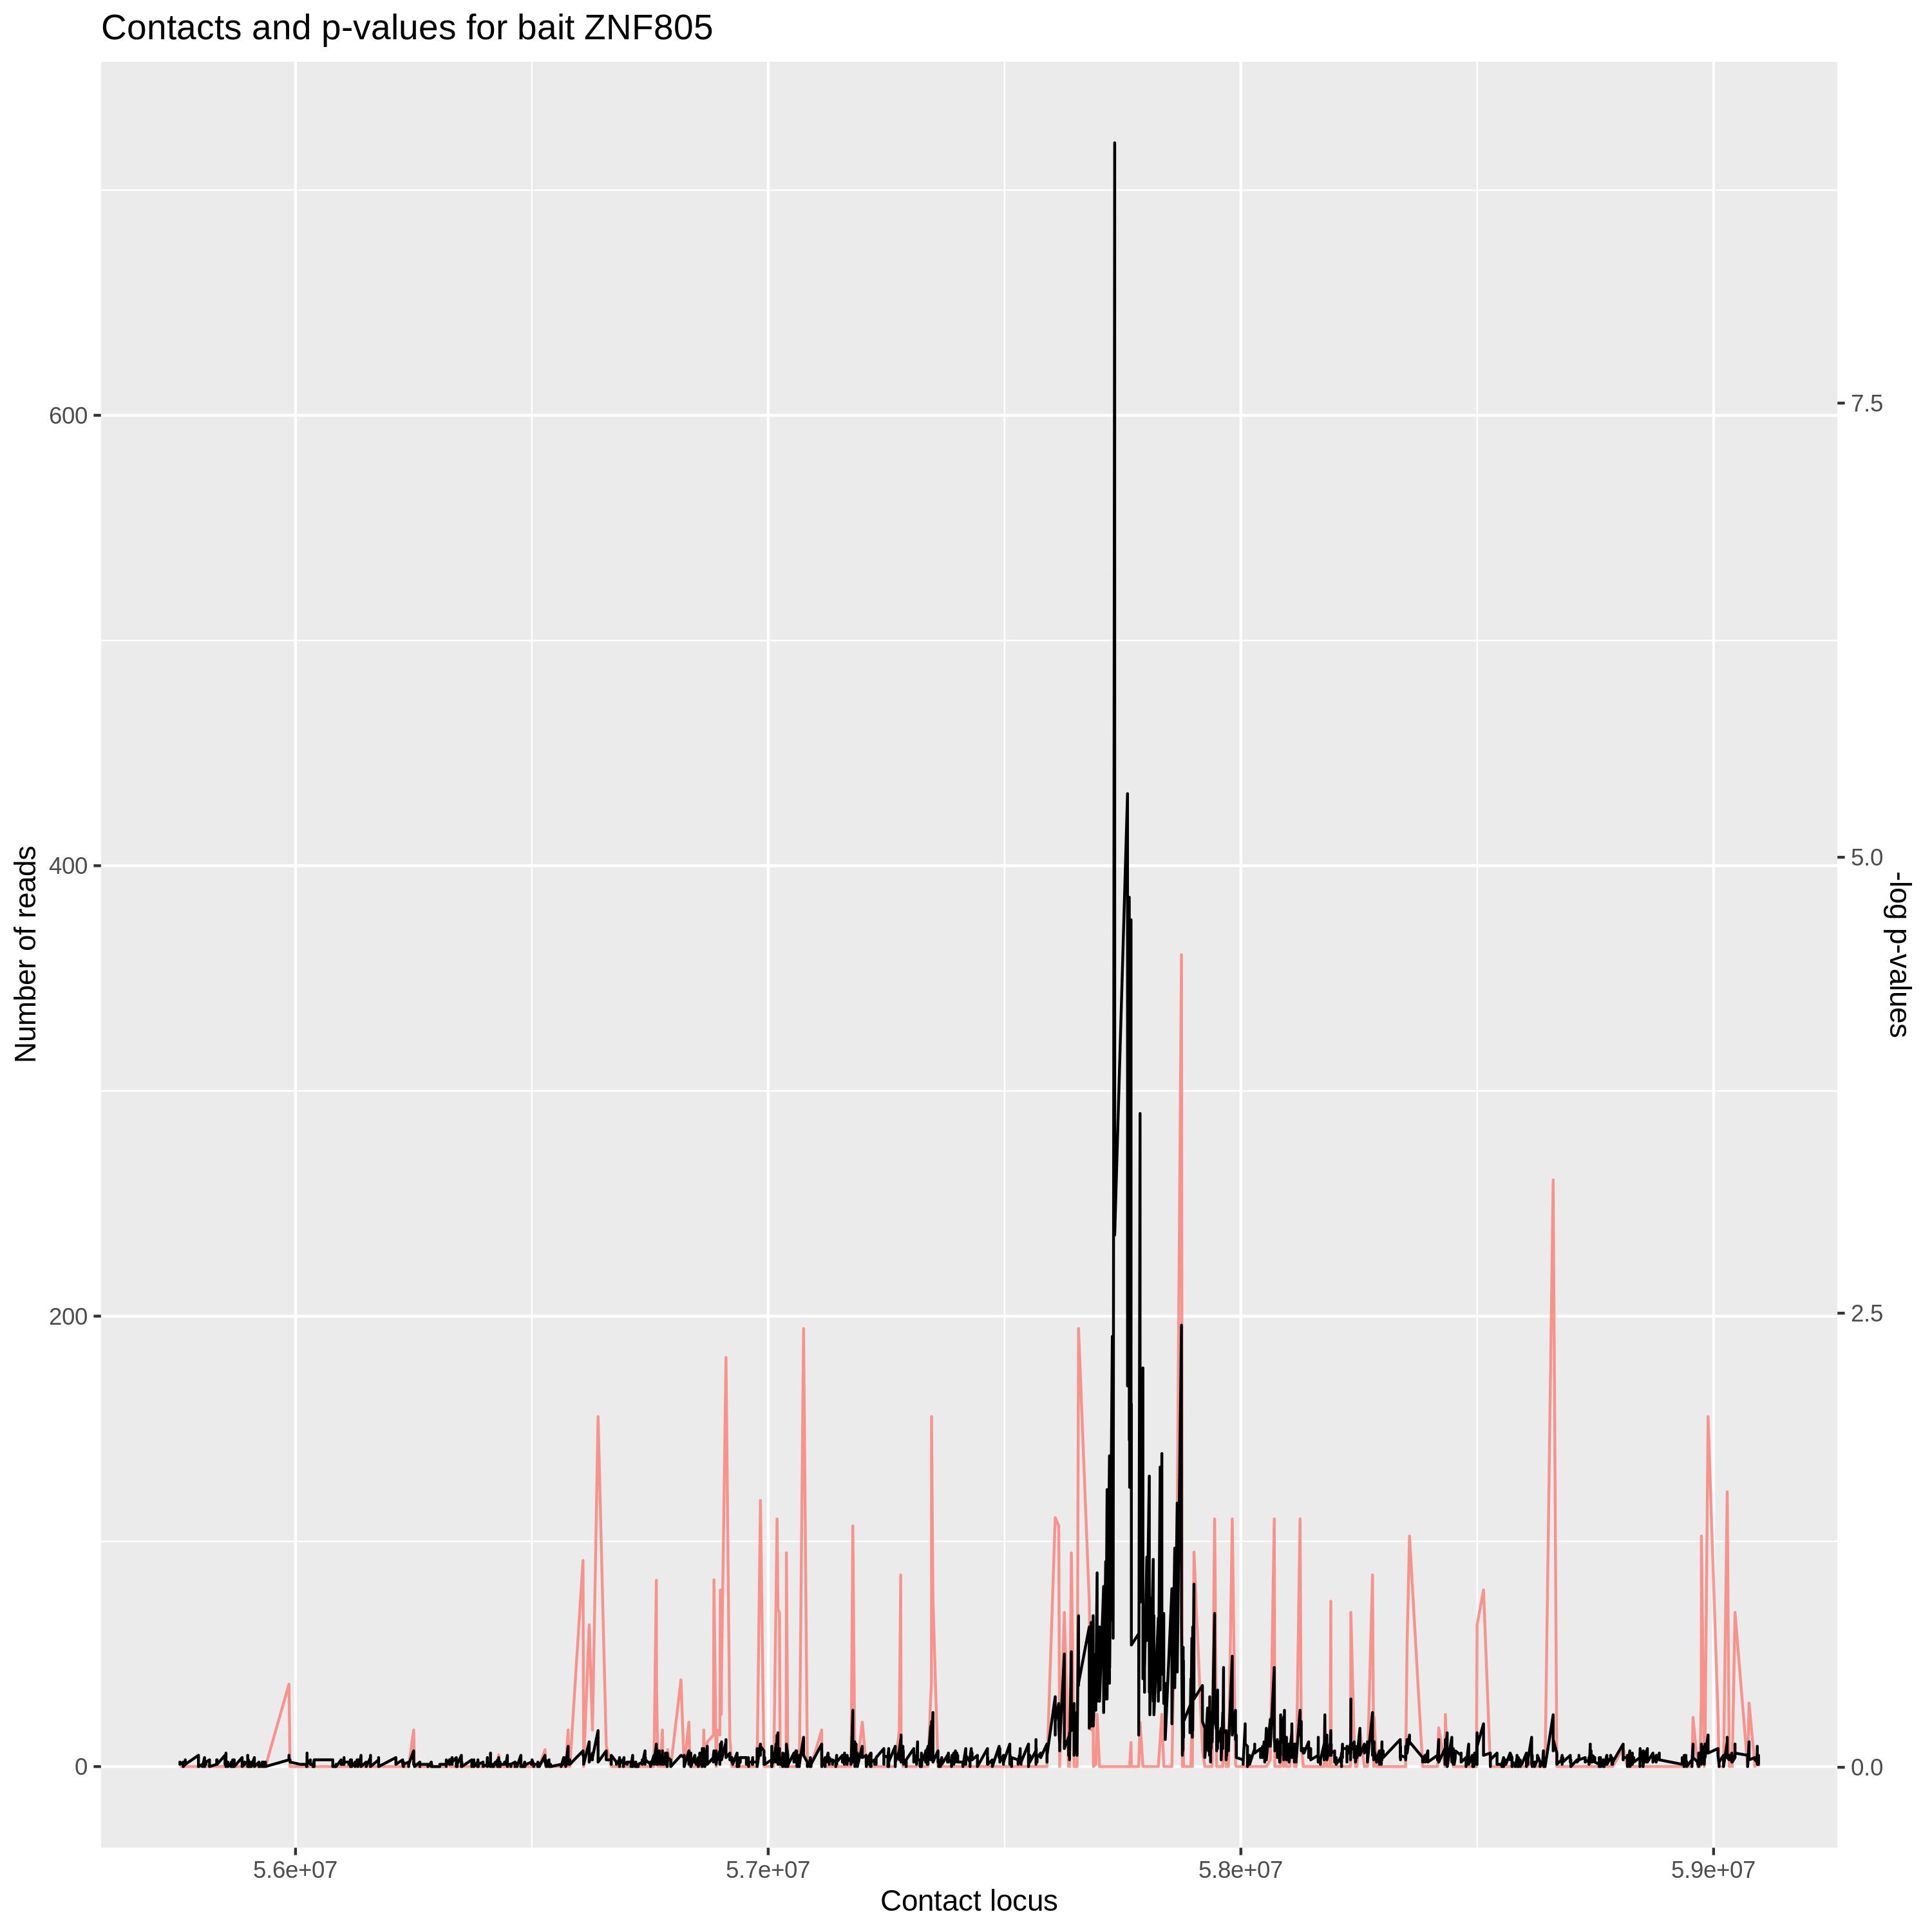 Contacts and p-values for bait ZNF805
600
400
200
0
7.5
5.0
2.5
0.0
Number of reads
-log p-values
5.6e+07 5.7e+07 5.8e+07 5.9e+07
Contact locus